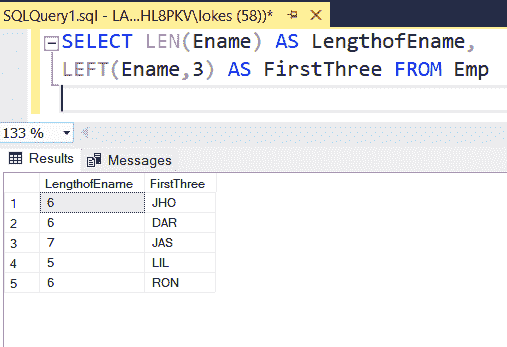 SQLQuery1.sql - LA...HL8PKV\lokes (58))*
SELECT LEN(Ename) AS LengthofEname,
LEFT(Ename,3) AS FirstThree FROM Emp
133 %
Results Messages
LengthofEname FirstThree
1 6 JHO
2 6 DAR
3 7 JAS
4 5 LIL
5 6 RON